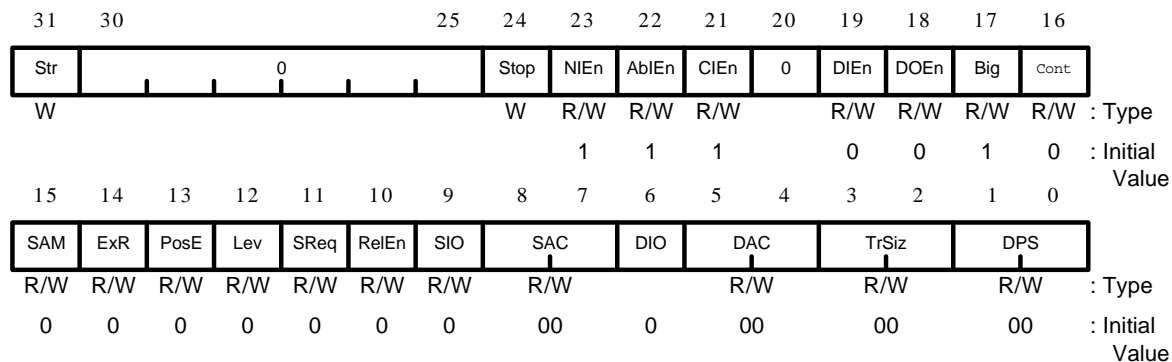 31 30 25 24 23 22 21 20 19 18 17 16
Str 0 Stop NIEn AbIEn CIEn 0 DIEn DOEn Big Cont
W W R/W R/W R/W R/W R/W R/W R/W : Type
1 1 1 0 0 1 0 : Initial
Value
15 14 13 12 11 10 9 8 7 6 5 4 3 2 1 0
SAM ExR PosE Lev SReq RelEn SIO SAC DIO DAC TrSiz DPS
R/W R/W R/W R/W R/W R/W R/W R/W R/W R/W R/W : Type
0 0 0 0 0 0 0 00 0 00 00 00 : Initial
Value